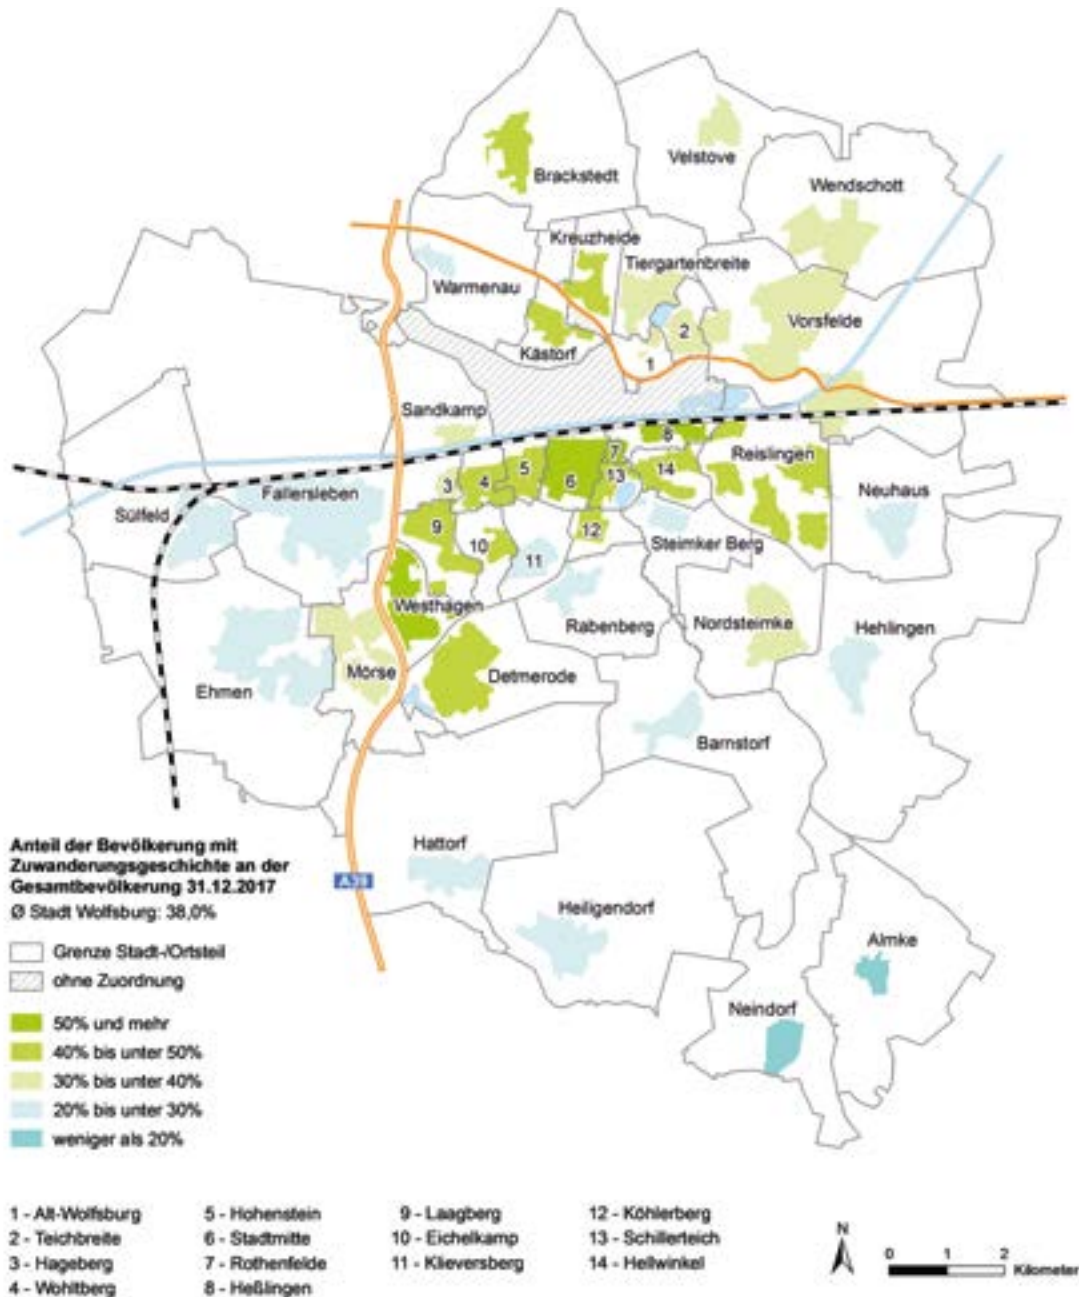 Velstove
Wendschott
Brackstedt
Kreuzheide
Tiergartenbreite
Warmenau
Vorsfelde
2
Kästorf
1
Sandkamp
8
Reislingen
7
5
14
3
4
6
13
Fallersleben
Neuhaus
Sülfeld
9
12
10
11
Steimker Berg
Westhagen
Rabenberg
Nordsteimke
Hehlingen
Mörse
Detmerode
Ehmen
Barnstorf
Hattorf
A39
Heiligendorf
Almke
Neindorf
Anteil der Bevölkerung mit
Zuwanderungsgeschichte an der
Gesamtbevölkerung 31.12.2017
Ø Stadt Wolfsburg: 38,0%
Grenze Stadt-/Ortsteil
ohne Zuordnung
50% und mehr
40% bis unter 50%
30% bis unter 40%
20% bis unter 30%
weniger als 20%
1 - Alt-Wolfsburg
2 - Teichbreite
3 - Hageberg
4 - Wohltberg
5 - Hohenstein
6 - Stadtmitte
7 - Rothenfelde
8 - Heßlingen
9 - Laagberg
10 - Eichelkamp
11 - Klieversberg
12 - Köhlerberg
13 - Schillerteich
14 - Hellwinkel
N
0 1 2
Kilometer